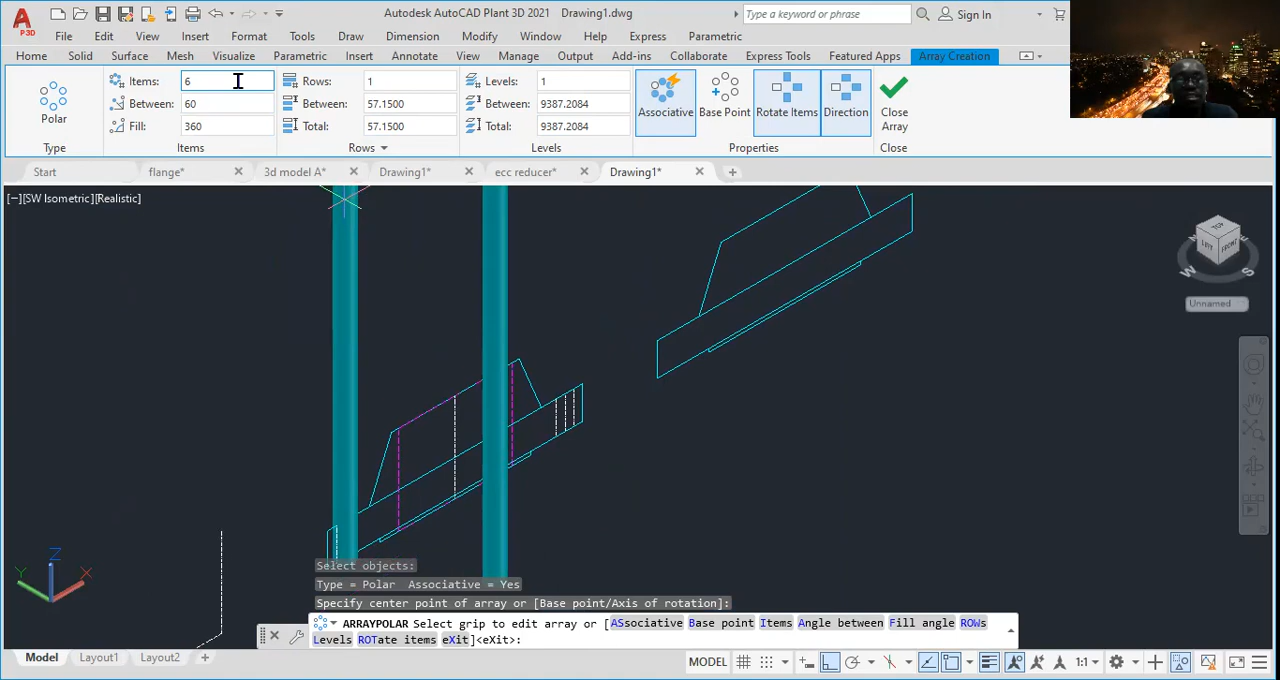 Autodesk AutoCAD Plant 3D 2021 Drawing1.dwg
Type a keyword or phrase
Sign In
P3D
File Edit View Insert Format Tools Draw Dimension Modify Window Help Express Parametric
Home Solid Surface Mesh Visualize Parametric Insert Annotate View Manage Output Add-ins Collaborate Express Tools Featured Apps Array Creation
Items: 6 Rows: 1 Levels: 1
Between: 60 Between: 57.1500 Between: 9387.2084
Fill: 360 Total: 57.1500 Total: 9387.2084
Polar Associative Base Point Rotate Items Direction Close
Array
Type Items Rows Levels Properties Close
Start flange* 3d model A* Drawing1* ecc reducer* Drawing1*
[−][SW Isometric][Realistic]
TOP
FRONT
W S
Unnamed
Z
Y X
Select objects:
Type = Polar Associative = Yes
Specify center point of array or [Base point/Axis of rotation]:
ARRAYPOLAR Select grip to edit array or [ASsociative Base point Items Angle between Fill angle ROWs
Levels ROTate items eXit]<eXit>:
Model Layout1 Layout2 +
MODEL 1:1